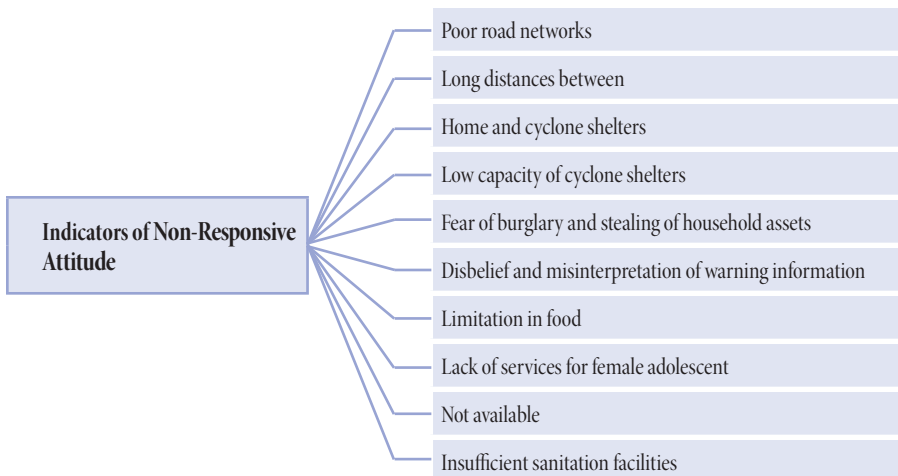 Indicators of Non-Responsive
Attitude
Poor road networks
Long distances between
Home and cyclone shelters
Low capacity of cyclone shelters
Fear of burglary and stealing of household assets
Disbelief and misinterpretation of warning information
Limitation in food
Lack of services for female adolescent
Not available
Insufficient sanitation facilities